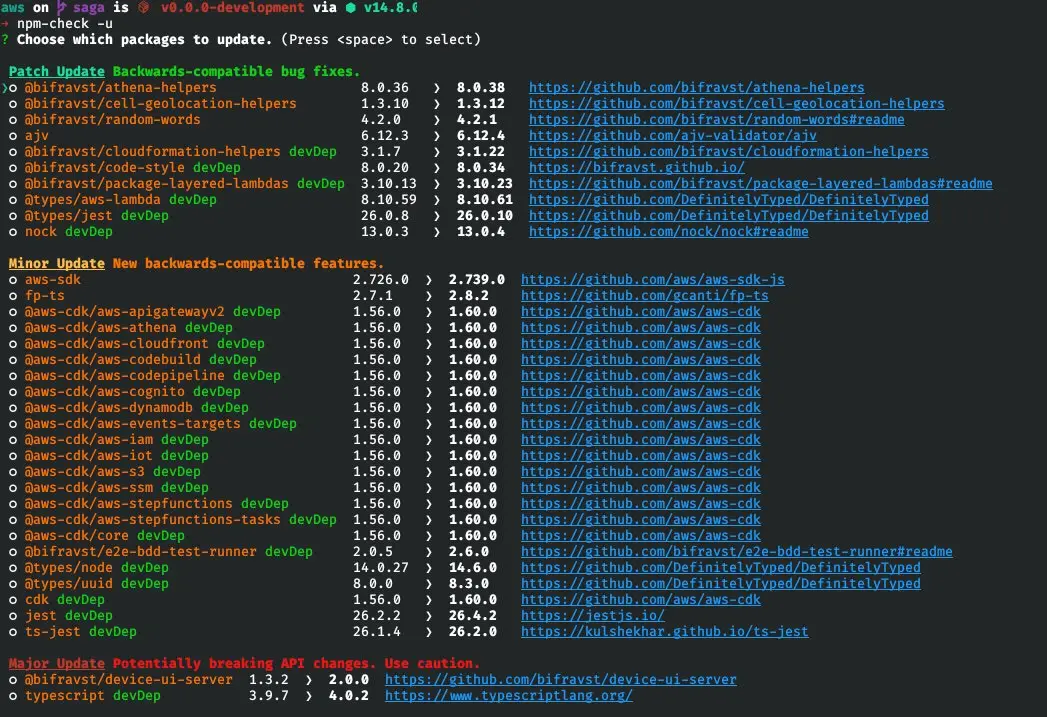 aws on saga is v0.0.0-development via v14.8.0
→ npm-check -u
? Choose which packages to update. (Press <space> to select)
Patch Update Backwards-compatible bug fixes.
❯○ @bifravst/athena-helpers 8.0.36 ❯ 8.0.38 https://github.com/bifravst/athena-helpers
○ @bifravst/cell-geolocation-helpers 1.3.10 ❯ 1.3.12 https://github.com/bifravst/cell-geolocation-helpers
○ @bifravst/random-words 4.2.0 ❯ 4.2.1 https://github.com/bifravst/random-words#readme
○ ajv 6.12.3 ❯ 6.12.4 https://github.com/ajv-validator/ajv
○ @bifravst/cloudformation-helpers devDep 3.1.7 ❯ 3.1.22 https://github.com/bifravst/cloudformation-helpers
○ @bifravst/code-style devDep 8.0.20 ❯ 8.0.34 https://bifravst.github.io/
○ @bifravst/package-layered-lambdas devDep 3.10.13 ❯ 3.10.23 https://github.com/bifravst/package-layered-lambdas#readme
○ @types/aws-lambda devDep 8.10.59 ❯ 8.10.61 https://github.com/DefinitelyTyped/DefinitelyTyped
○ @types/jest devDep 26.0.8 ❯ 26.0.10 https://github.com/DefinitelyTyped/DefinitelyTyped
○ nock devDep 13.0.3 ❯ 13.0.4 https://github.com/nock/nock#readme
Minor Update New backwards-compatible features.
○ aws-sdk 2.726.0 ❯ 2.739.0 https://github.com/aws/aws-sdk-js
○ fp-ts 2.7.1 ❯ 2.8.2 https://github.com/gcanti/fp-ts
○ @aws-cdk/aws-apigatewayv2 devDep 1.56.0 ❯ 1.60.0 https://github.com/aws/aws-cdk
○ @aws-cdk/aws-athena devDep 1.56.0 ❯ 1.60.0 https://github.com/aws/aws-cdk
○ @aws-cdk/aws-cloudfront devDep 1.56.0 ❯ 1.60.0 https://github.com/aws/aws-cdk
○ @aws-cdk/aws-codebuild devDep 1.56.0 ❯ 1.60.0 https://github.com/aws/aws-cdk
○ @aws-cdk/aws-codepipeline devDep 1.56.0 ❯ 1.60.0 https://github.com/aws/aws-cdk
○ @aws-cdk/aws-cognito devDep 1.56.0 ❯ 1.60.0 https://github.com/aws/aws-cdk
○ @aws-cdk/aws-dynamodb devDep 1.56.0 ❯ 1.60.0 https://github.com/aws/aws-cdk
○ @aws-cdk/aws-events-targets devDep 1.56.0 ❯ 1.60.0 https://github.com/aws/aws-cdk
○ @aws-cdk/aws-iam devDep 1.56.0 ❯ 1.60.0 https://github.com/aws/aws-cdk
○ @aws-cdk/aws-iot devDep 1.56.0 ❯ 1.60.0 https://github.com/aws/aws-cdk
○ @aws-cdk/aws-s3 devDep 1.56.0 ❯ 1.60.0 https://github.com/aws/aws-cdk
○ @aws-cdk/aws-ssm devDep 1.56.0 ❯ 1.60.0 https://github.com/aws/aws-cdk
○ @aws-cdk/aws-stepfunctions devDep 1.56.0 ❯ 1.60.0 https://github.com/aws/aws-cdk
○ @aws-cdk/aws-stepfunctions-tasks devDep 1.56.0 ❯ 1.60.0 https://github.com/aws/aws-cdk
○ @aws-cdk/core devDep 1.56.0 ❯ 1.60.0 https://github.com/aws/aws-cdk
○ @bifravst/e2e-bdd-test-runner devDep 2.0.5 ❯ 2.6.0 https://github.com/bifravst/e2e-bdd-test-runner#readme
○ @types/node devDep 14.0.27 ❯ 14.6.0 https://github.com/DefinitelyTyped/DefinitelyTyped
○ @types/uuid devDep 8.0.0 ❯ 8.3.0 https://github.com/DefinitelyTyped/DefinitelyTyped
○ cdk devDep 1.56.0 ❯ 1.60.0 https://github.com/aws/aws-cdk
○ jest devDep 26.2.2 ❯ 26.4.2 https://jestjs.io/
○ ts-jest devDep 26.1.4 ❯ 26.2.0 https://kulshekhar.github.io/ts-jest
Major Update Potentially breaking API changes. Use caution.
○ @bifravst/device-ui-server 1.3.2 ❯ 2.0.0 https://github.com/bifravst/device-ui-server
○ typescript devDep 3.9.7 ❯ 4.0.2 https://www.typescriptlang.org/